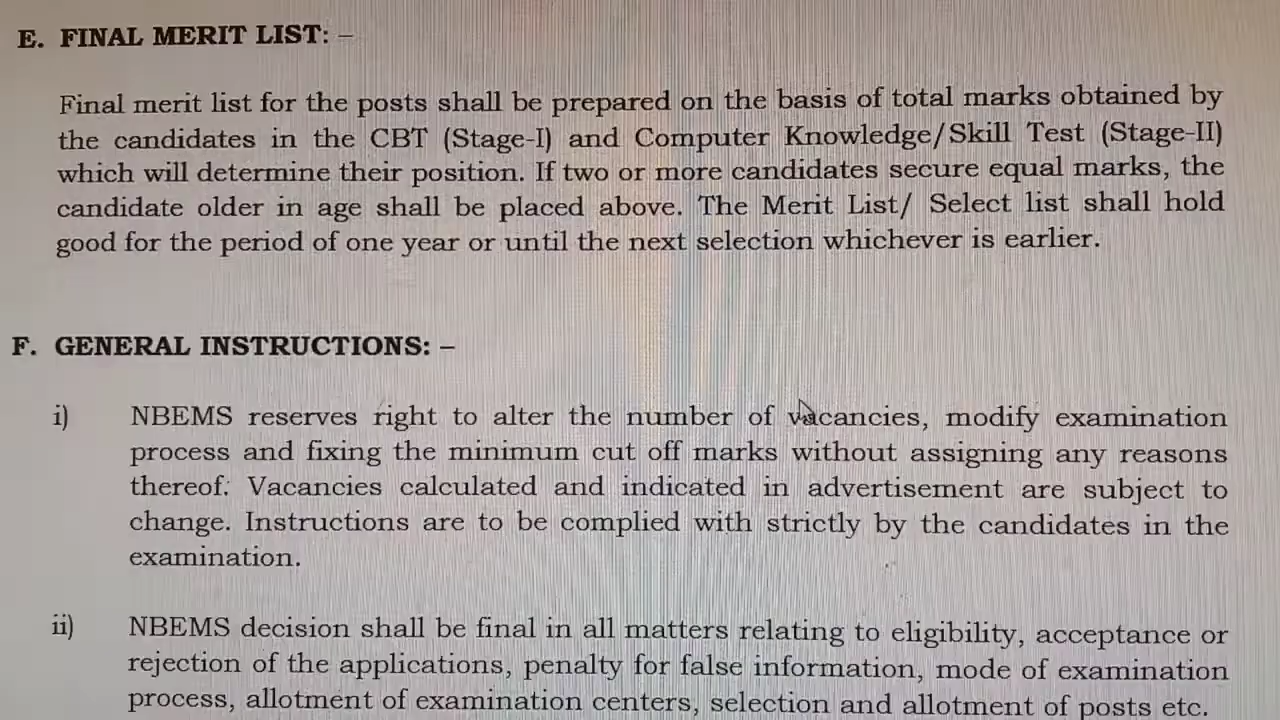 E. FINAL MERIT LIST: –
Final merit list for the posts shall be prepared on the basis of total marks obtained by
the candidates in the CBT (Stage-I) and Computer Knowledge/Skill Test (Stage-II)
which will determine their position. If two or more candidates secure equal marks, the
candidate older in age shall be placed above. The Merit List/ Select list shall hold
good for the period of one year or until the next selection whichever is earlier.
F. GENERAL INSTRUCTIONS: –
i) NBEMS reserves right to alter the number of vacancies, modify examination
process and fixing the minimum cut off marks without assigning any reasons
thereof. Vacancies calculated and indicated in advertisement are subject to
change. Instructions are to be complied with strictly by the candidates in the
examination.
ii) NBEMS decision shall be final in all matters relating to eligibility, acceptance or
rejection of the applications, penalty for false information, mode of examination
process, allotment of examination centers, selection and allotment of posts etc.